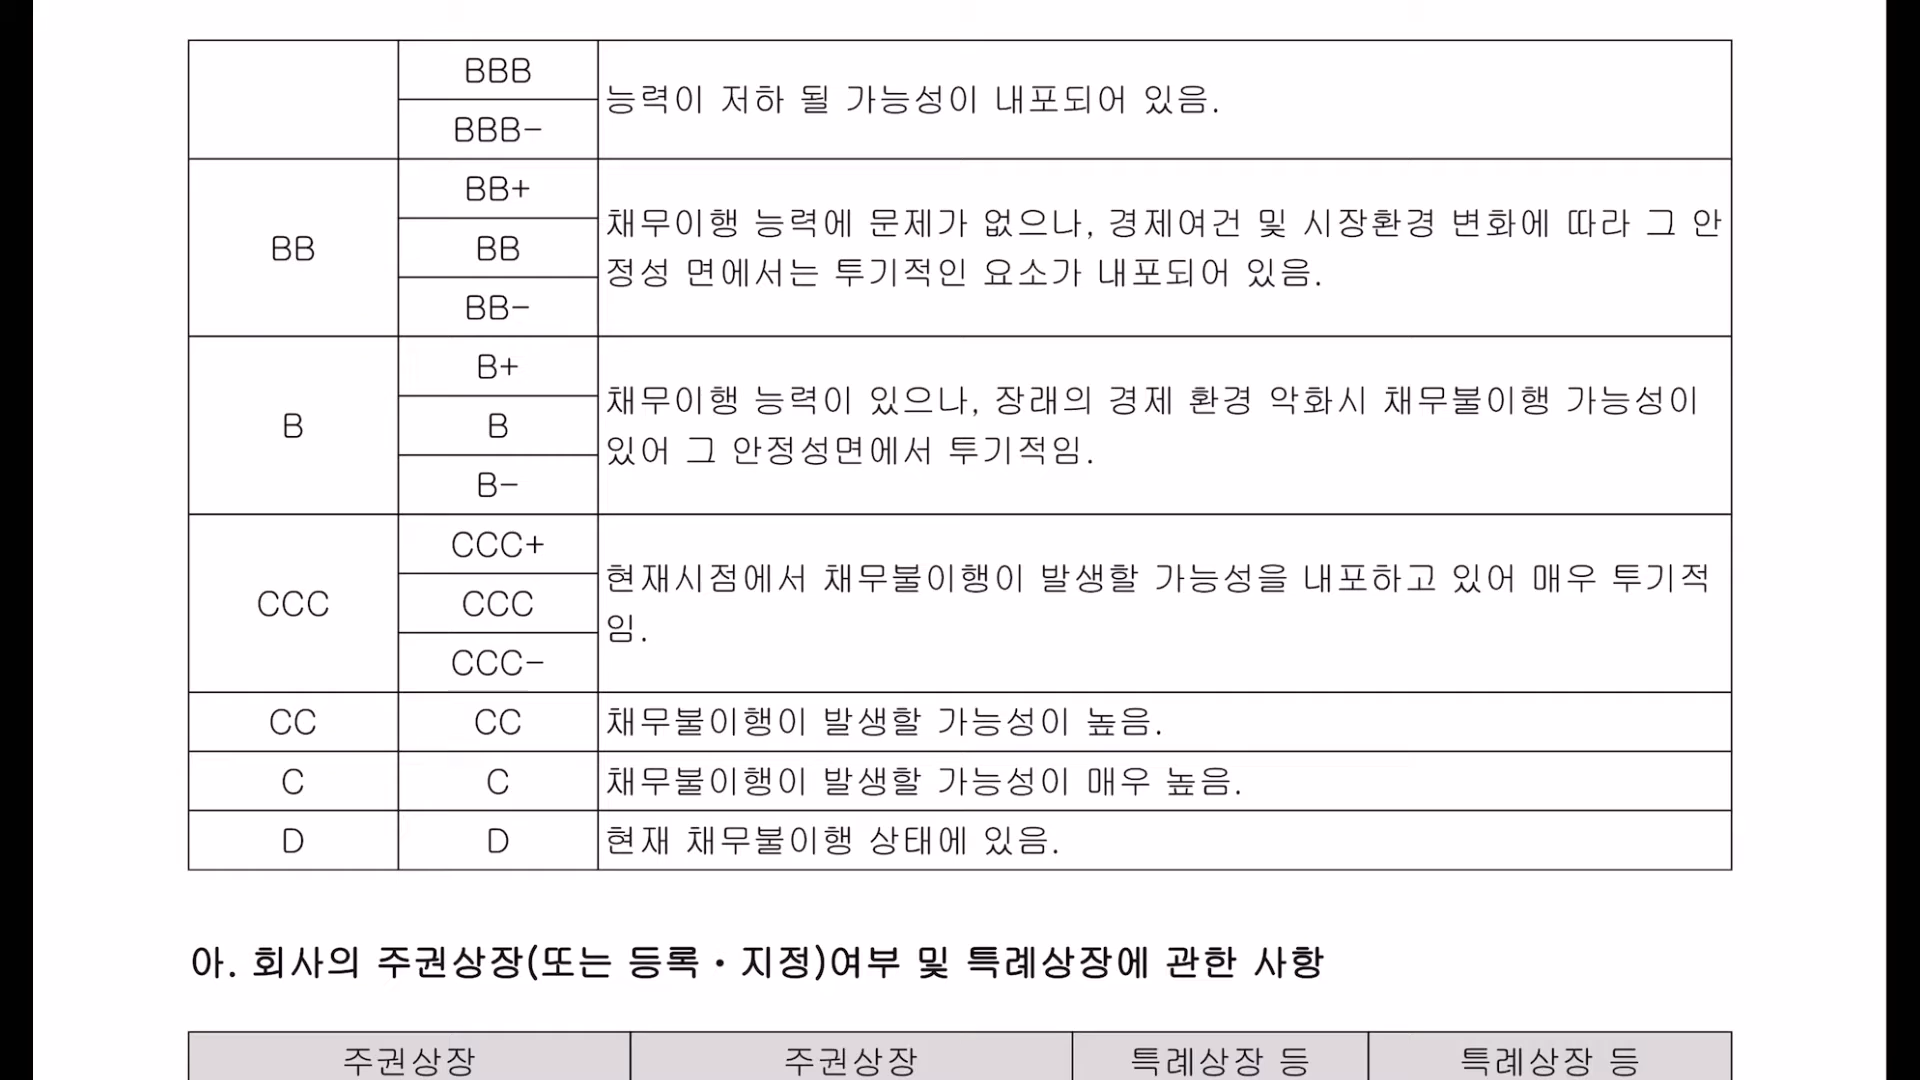 BBB
능력이 저하 될 가능성이 내포되어 있음.
BBB-
BB
BB+
채무이행 능력에 문제가 없으나, 경제여건 및 시장환경 변화에 따라 그 안
정성 면에서는 투기적인 요소가 내포되어 있음.
BB
BB-
B
B+
채무이행 능력이 있으나, 장래의 경제 환경 악화시 채무불이행 가능성이
있어 그 안정성면에서 투기적임.
B
B-
CCC
CCC+
현재시점에서 채무불이행이 발생할 가능성을 내포하고 있어 매우 투기적
임.
CCC
CCC-
CC CC 채무불이행이 발생할 가능성이 높음.
C C 채무불이행이 발생할 가능성이 매우 높음.
D D 현재 채무불이행 상태에 있음.
아. 회사의 주권상장(또는 등록・지정)여부 및 특례상장에 관한 사항
주권상장 주권상장 특례상장 등 특례상장 등